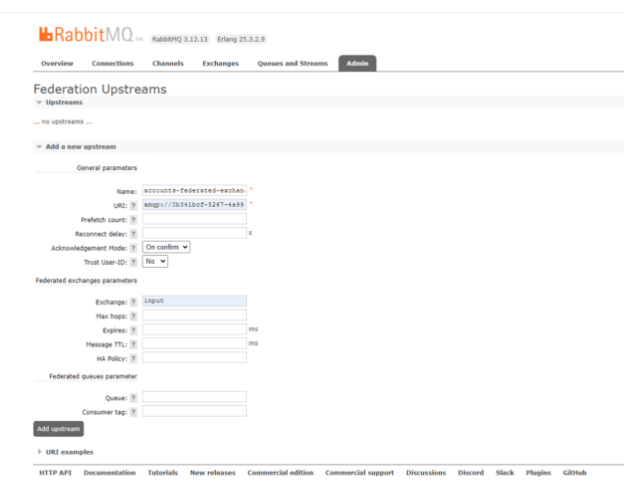 RabbitMQ TM RabbitMQ 3.12.13 Erlang 25.3.2.9
Overview Connections Channels Exchanges Queues and Streams Admin
Federation Upstreams
Upstreams
... no upstreams ...
Add a new upstream
General parameters
Name: accounts-federated-exchan *
URI: ? amqp://0b341bcf-5267-4a99 *
Prefetch count: ?
Reconnect delay: ? s
Acknowledgement Mode: ? On confirm
Trust User-ID: ? No
Federated exchanges parameters
Exchange: ? input
Max hops: ?
Expires: ? ms
Message TTL: ? ms
HA Policy: ?
Federated queues parameter
Queue: ?
Consumer tag: ?
Add upstream
URI examples
HTTP API Documentation Tutorials New releases Commercial edition Commercial support Discussions Discord Slack Plugins GitHub